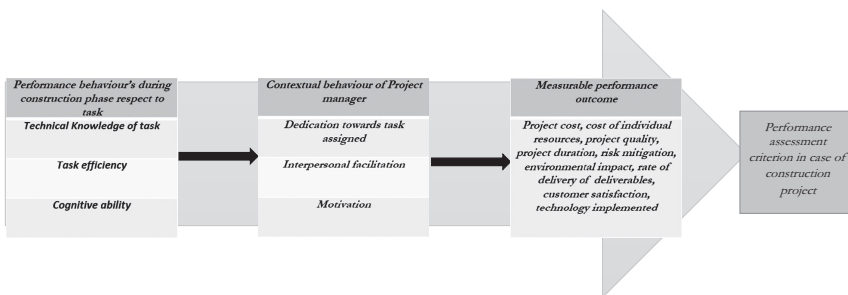 Performance behaviour's during
construction phase respect to
task
Technical Knowledge of task
Task efficiency
Cognitive ability
Contextual behaviour of Project
manager
Dedication towards task
assigned
Interpersonal facilitation
Motivation
Measurable performance
outcome
Project cost, cost of individual
resources, project quality,
project duration, risk mitigation,
environmental impact, rate of
delivery of deliverables,
customer satisfaction,
technology implemented
Performance
assessment
criterion in case of
construction
project